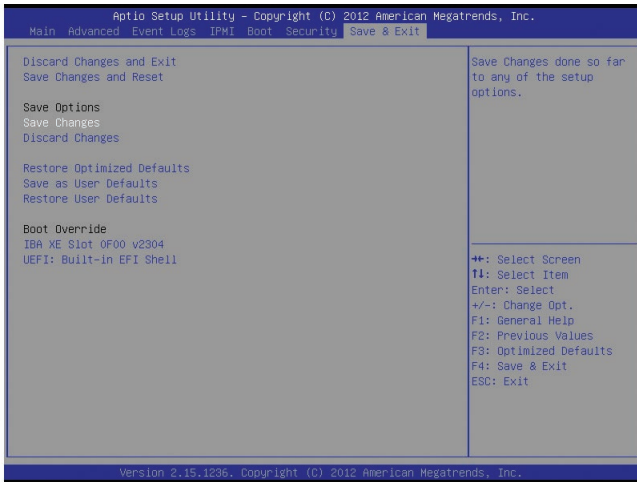 Aptio Setup Utility – Copyright (C) 2012 American Megatrends, Inc.
Main Advanced Event Logs IPMI Boot Security Save & Exit
Discard Changes and Exit
Save Changes and Reset
Save Options
Save Changes
Discard Changes
Restore Optimized Defaults
Save as User Defaults
Restore User Defaults
Boot Override
IBA XE Slot 0F00 v2304
UEFI: Built-in EFI Shell
Save Changes done so far
to any of the setup
options.
→←: Select Screen
↑↓: Select Item
Enter: Select
+/-: Change Opt.
F1: General Help
F2: Previous Values
F3: Optimized Defaults
F4: Save & Exit
ESC: Exit
Version 2.15.1236. Copyright (C) 2012 American Megatrends, Inc.